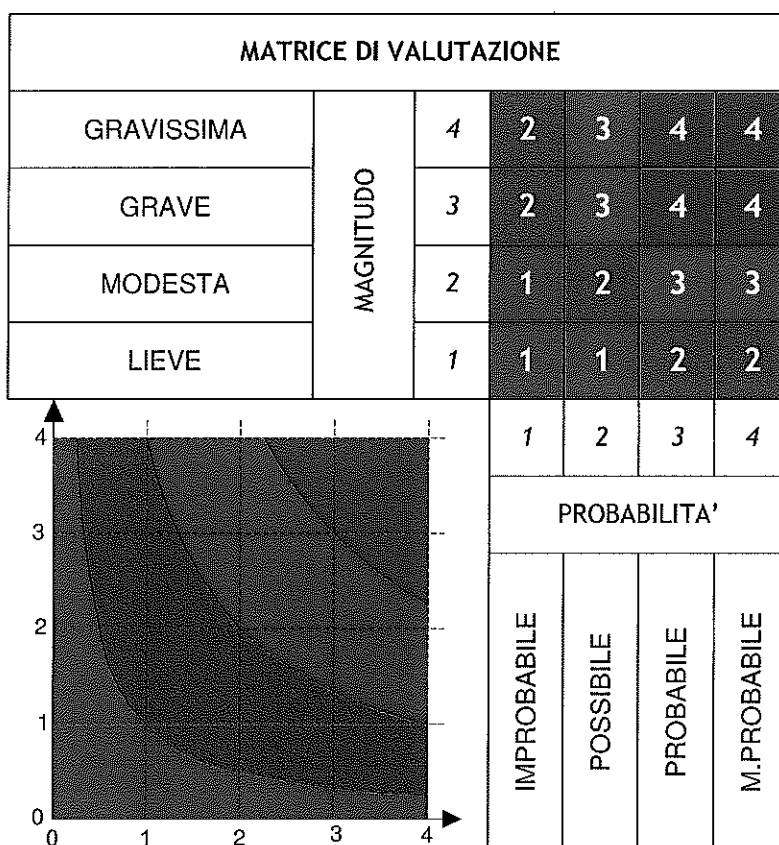 MATRICE DI VALUTAZIONE
GRAVISSIMA 4 2 3 4 4
GRAVE 3 2 3 4 4
MODESTA 2 1 2 3 3
LIEVE 1 1 1 2 2
MAGNITUDO
1 2 3 4
PROBABILITA'
IMPROBABILE
POSSIBILE
PROBABILE
M.PROBABILE
4
3
2
1
0
0 1 2 3 4